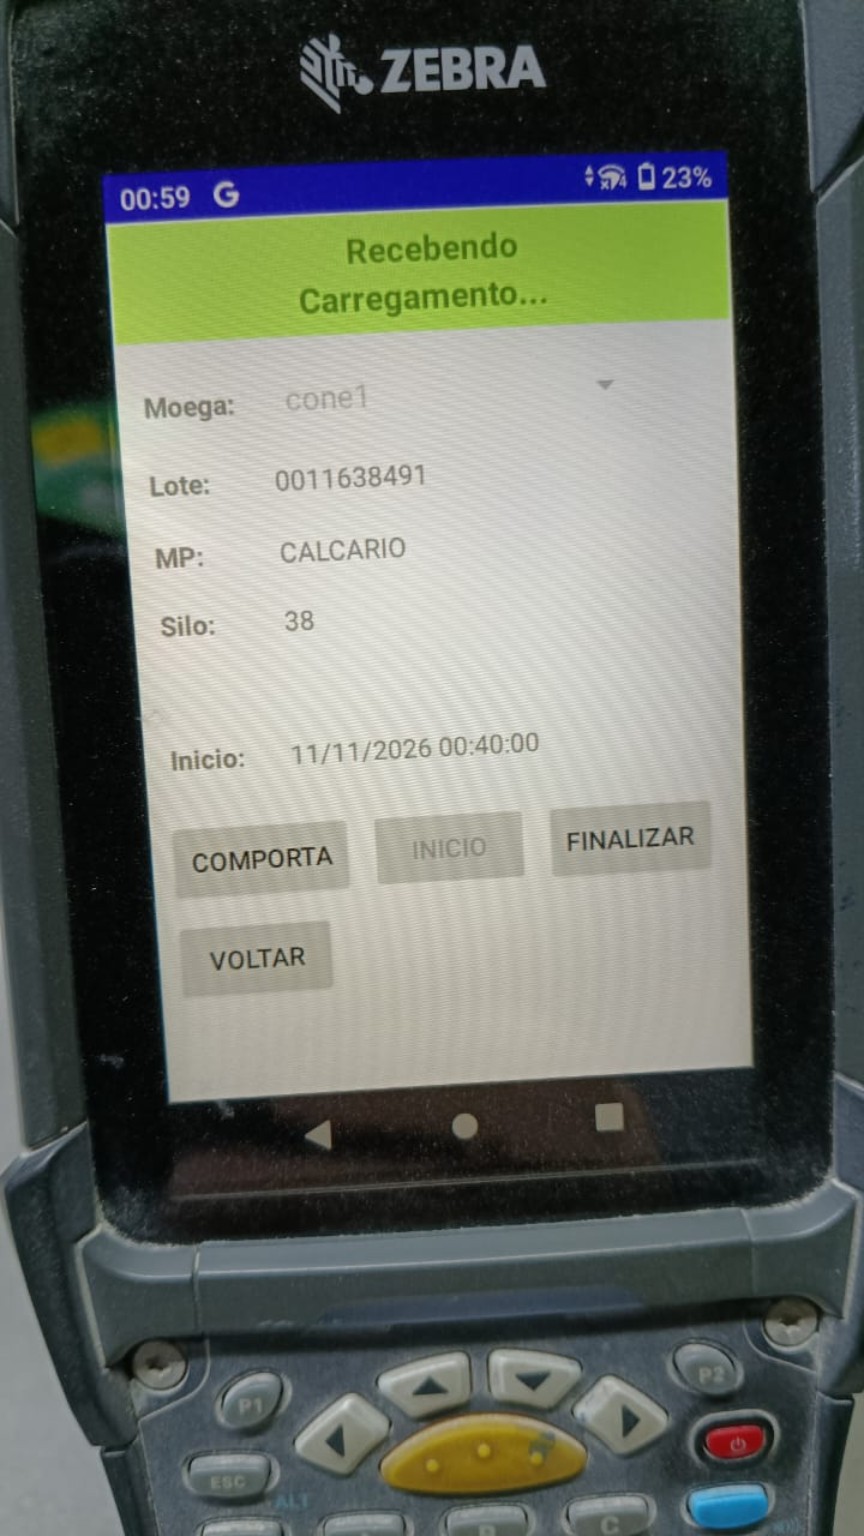 ZEBRA
00:59 G 23%
Recebendo
Carregamento...
Moega: cone1
Lote: 0011638491
MP: CALCARIO
Silo: 38
Inicio: 11/11/2026 00:40:00
COMPORTA INICIO FINALIZAR
VOLTAR
P1 P2
ESC
ALT
C